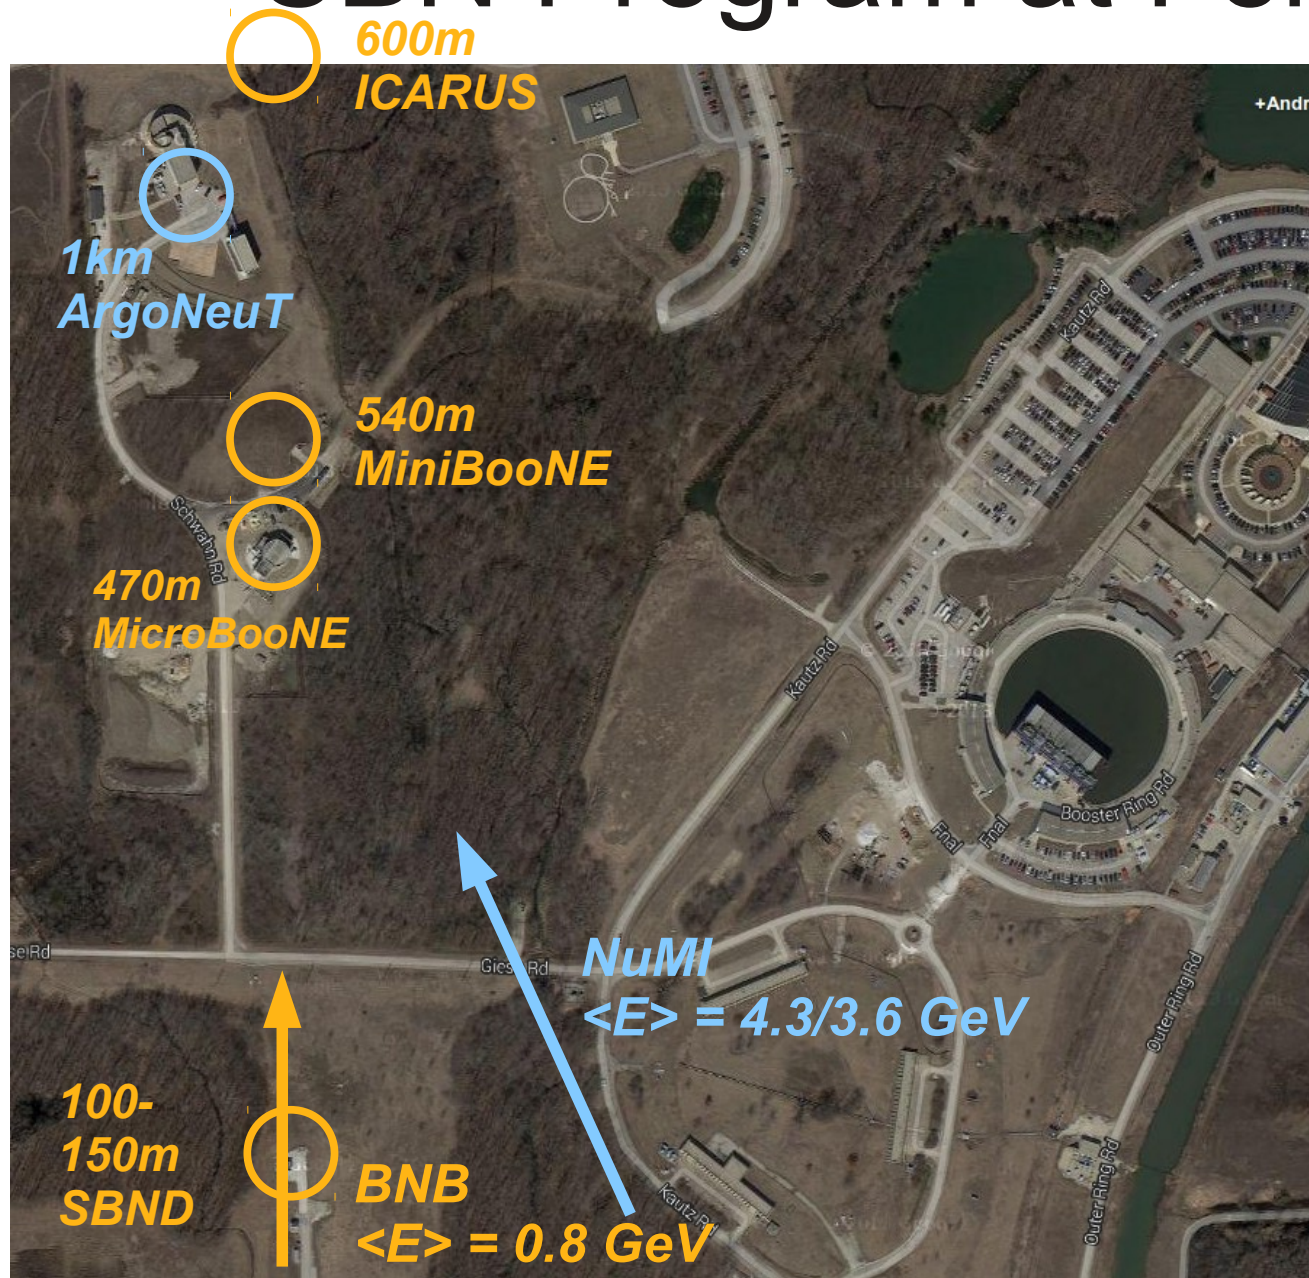 600m
ICARUS
+Andr
1km
ArgoNeuT
Kautz Rd
540m
MiniBooNE
Schwahn Rd
470m
MicroBooNE
Kautz Rd
Booster Ring Rd
Fnal
Fnal
se Rd
Giese Rd
NuMI
<E> = 4.3/3.6 GeV
Outer Ring Rd
100-
150m
SBND
BNB
<E> = 0.8 GeV
Kautz Rd
Outer Ring Rd